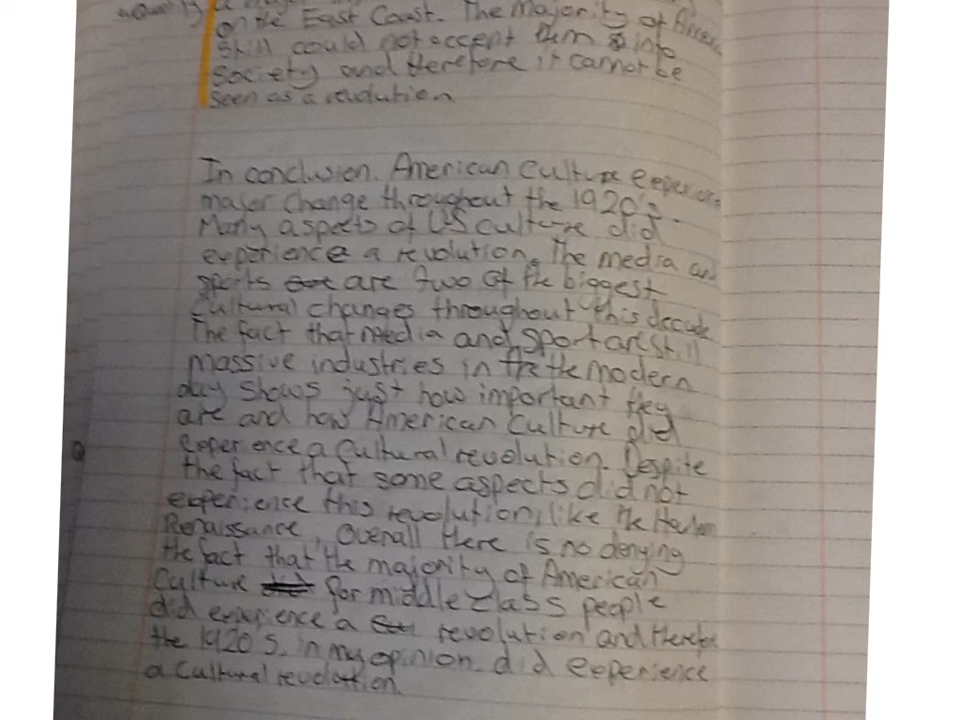 on the East Coast. The Majority of
still could not accept them into
society and therefore it cannot be
seen as a revolution
In conclusion. American Culture
major change throughout the 1920's.
Many aspects of US culture did
experience a revolution. The media and
sports are two of the biggest
Cultural changes throughout this decade
The fact that media and sport are still
massive industries in the modern
day shows just how important they
are and how American Culture did
experience a Cultural revolution. Despite
the fact that some aspects did not
experience this revolution, like the Harlem
Renaissance, Overall there is no denying
the fact that the majority of American
Culture for middle class people
did experience a revolution and therefore
the 1920's, in my opinion did experience
a Cultural revolution